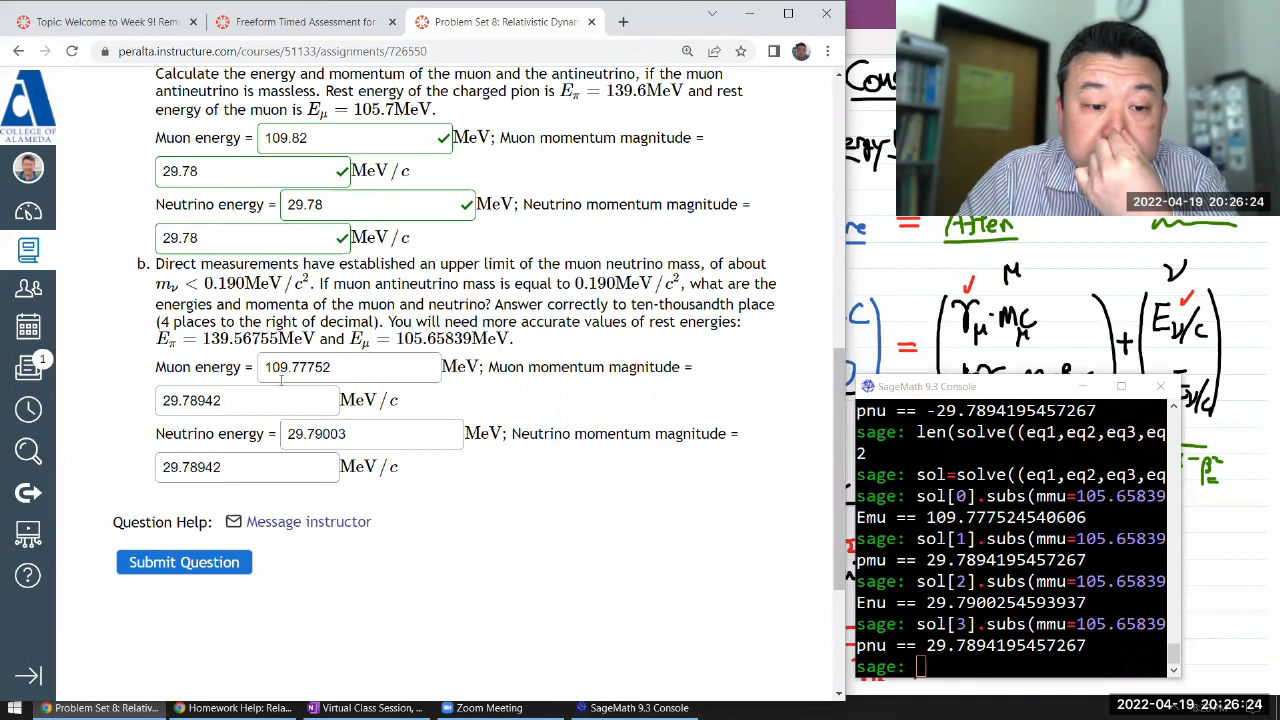 Topic: Welcome to Week 9! Rem
Freeform Timed Assessment for
Problem Set 8: Relativistic Dynam
peralta.instructure.com/courses/51133/assignments/726550
COLLEGE OF
ALAMEDA
1
Calculate the energy and momentum of the muon and the antineutrino, if the muon
antineutrino is massless. Rest energy of the charged pion is Eπ = 139.6MeV and rest
energy of the muon is Eμ = 105.7MeV.
Muon energy = 109.82 MeV; Muon momentum magnitude =
29.78 MeV/c
Neutrino energy = 29.78 MeV; Neutrino momentum magnitude =
29.78 MeV/c
b. Direct measurements have established an upper limit of the muon neutrino mass, of about
mν < 0.190MeV/c². If muon antineutrino mass is equal to 0.190MeV/c², what are the
energies and momenta of the muon and neutrino? Answer correctly to ten-thousandth place
(4 places to the right of decimal). You will need more accurate values of rest energies:
Eπ = 139.56755MeV and Eμ = 105.65839MeV.
Muon energy = 109.77752 MeV; Muon momentum magnitude =
29.78942 MeV/c
Neutrino energy = 29.79003 MeV; Neutrino momentum magnitude =
29.78942 MeV/c
Question Help: Message instructor
Submit Question
2022-04-19 20:26:24
After
μ
ν
=
γμ·mμc
+
Eν/c
SageMath 9.3 Console
pnu == -29.7894195457267
sage: len(solve((eq1,eq2,eq3,eq
2
sage: sol=solve((eq1,eq2,eq3,eq
sage: sol[0].subs(mmu=105.65839
Emu == 109.777524540606
sage: sol[1].subs(mmu=105.65839
pmu == 29.7894195457267
sage: sol[2].subs(mmu=105.65839
Enu == 29.7900254593937
sage: sol[3].subs(mmu=105.65839
pnu == 29.7894195457267
sage:
Problem Set 8: Relativ...
Homework Help: Rela...
Virtual Class Session, ...
Zoom Meeting
SageMath 9.3 Console
2022-04-19 20:26:24